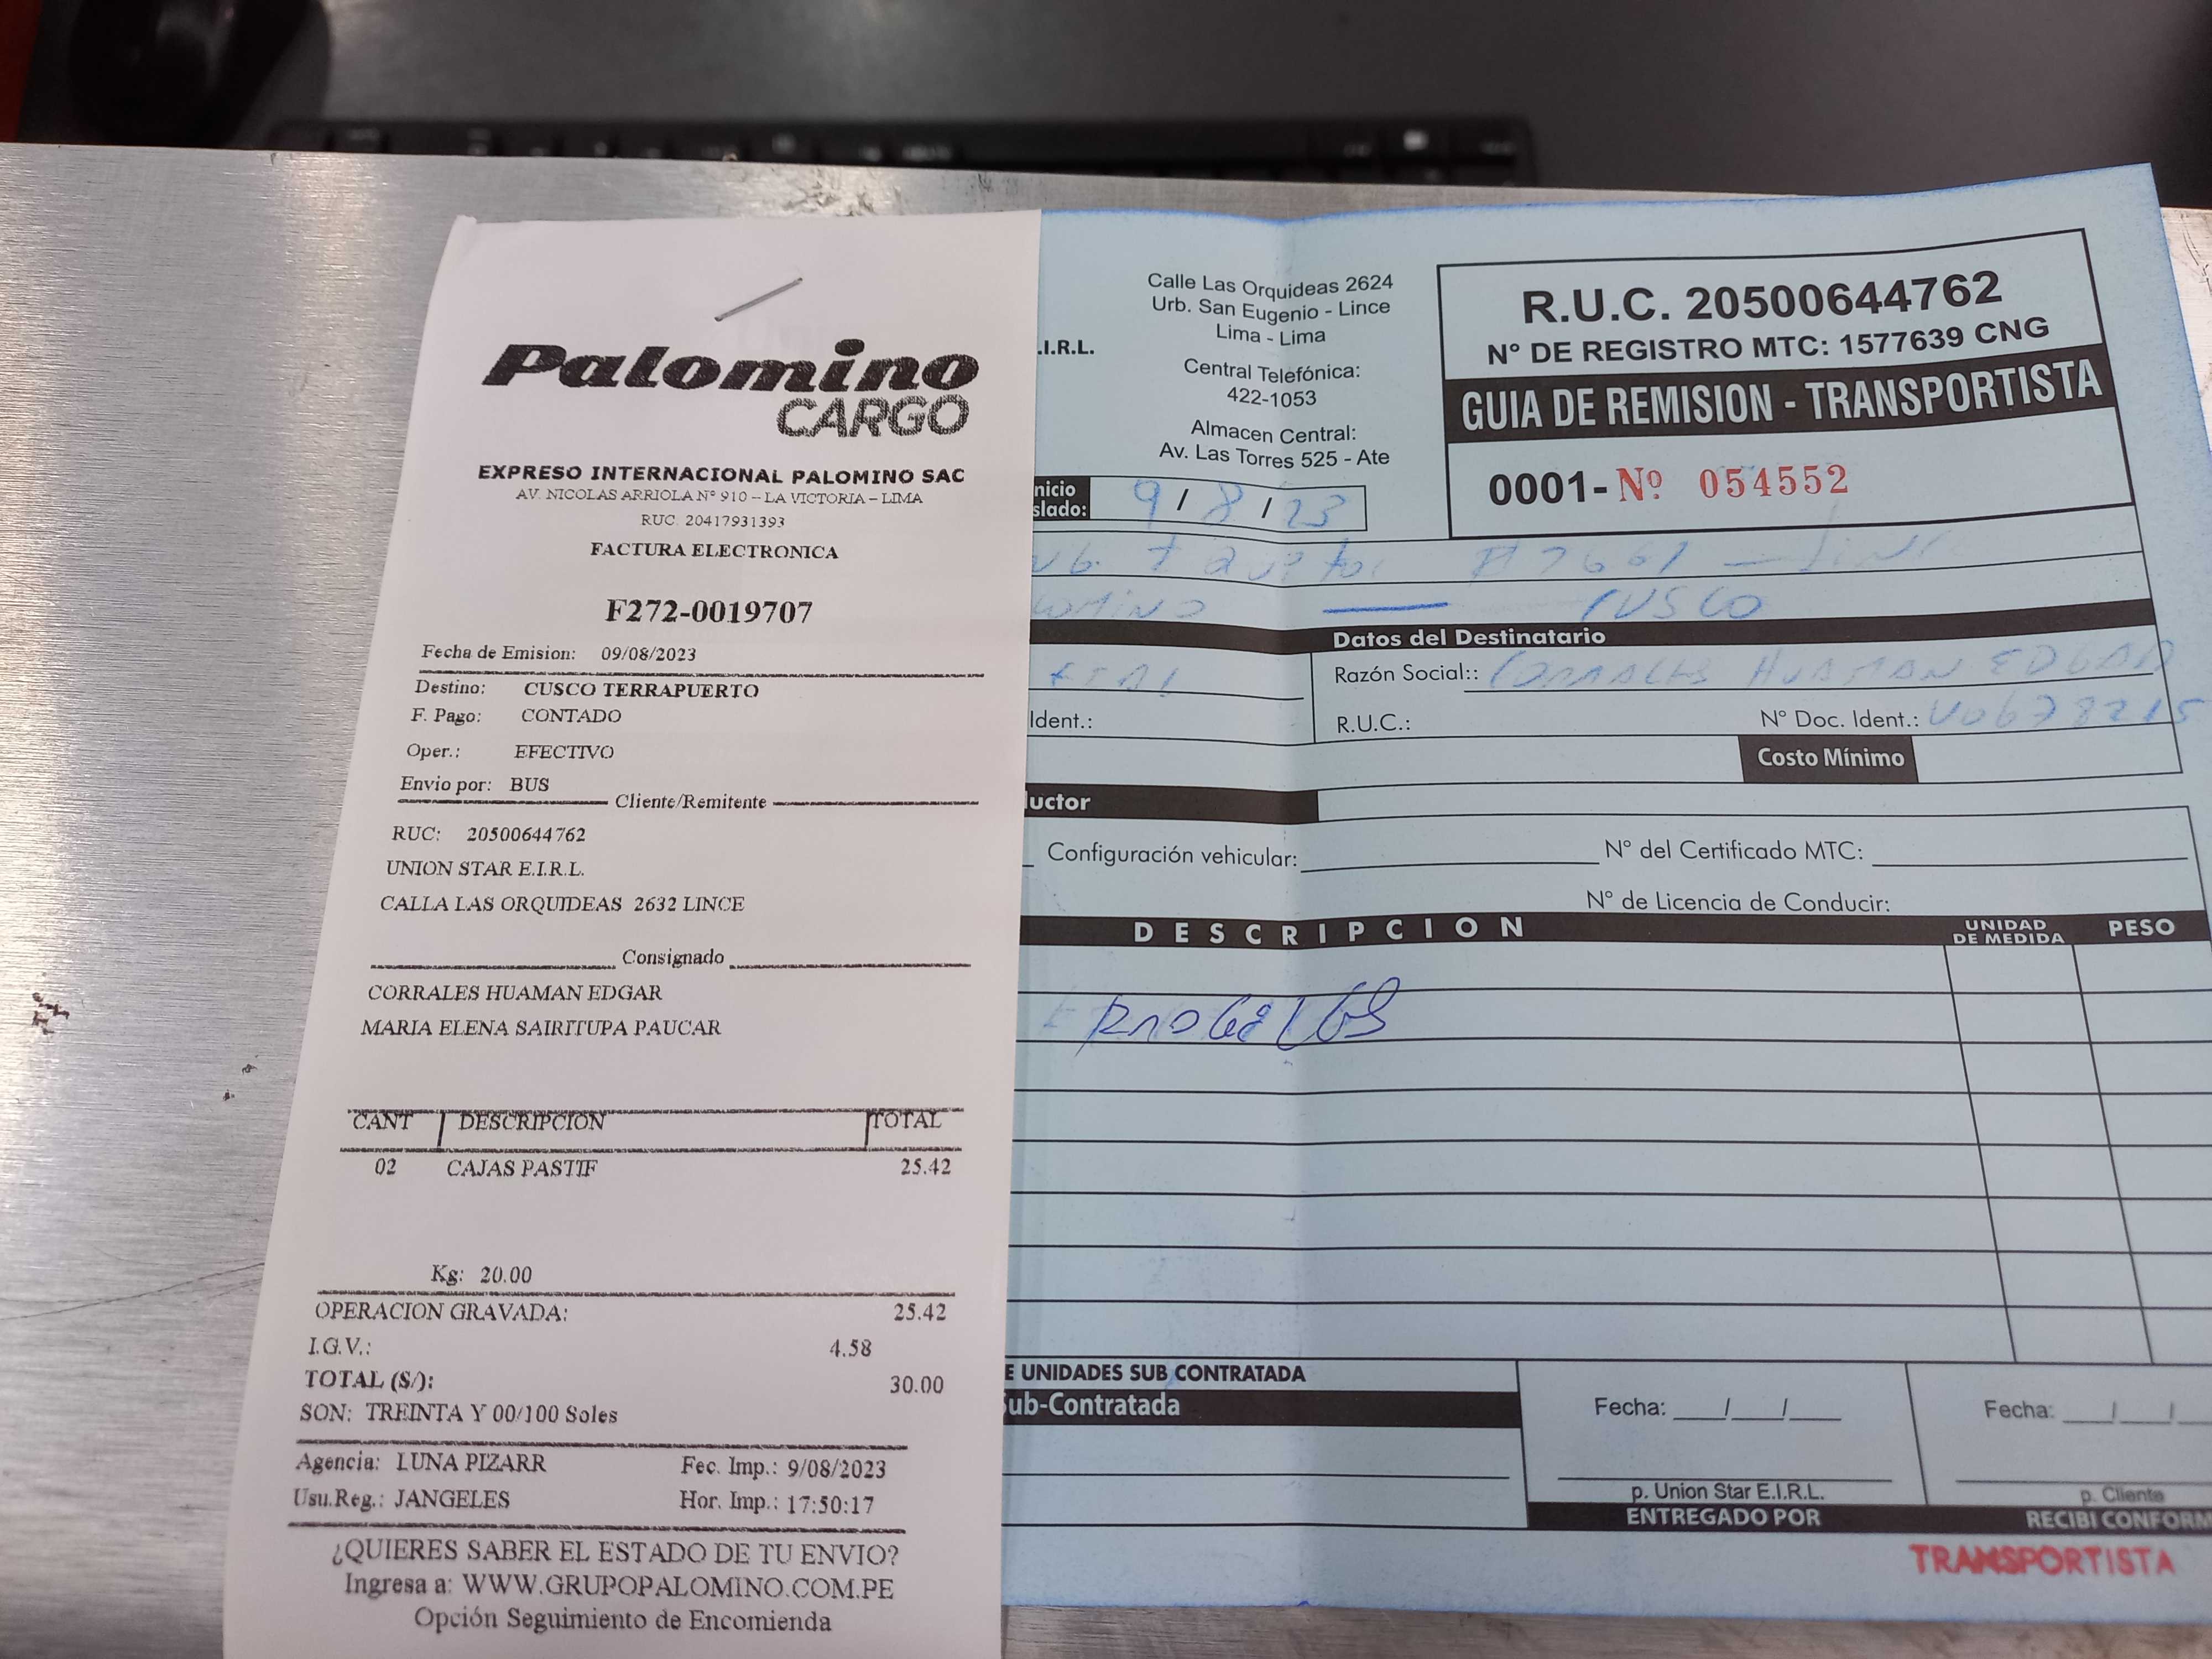 Palomino
CARGO
EXPRESO INTERNACIONAL PALOMINO SAC
AV. NICOLAS ARRIOLA Nº 910 – LA VICTORIA – LIMA
RUC. 20417931393
FACTURA ELECTRONICA
F272-0019707
Fecha de Emision: 09/08/2023
Destino: CUSCO TERRAPUERTO
F. Pago: CONTADO
Oper.: EFECTIVO
Envio por: BUS
Cliente/Remitente
RUC: 20500644762
UNION STAR E.I.R.L.
CALLA LAS ORQUIDEAS 2632 LINCE
Consignado
CORRALES HUAMAN EDGAR
MARIA ELENA SAIRITUPA PAUCAR
CANT DESCRIPCION TOTAL
02 CAJAS PASTIF 25.42
Kg: 20.00
OPERACION GRAVADA: 25.42
I.G.V.: 4.58
TOTAL (S/): 30.00
SON: TREINTA Y 00/100 Soles
Agencia: LUNA PIZARR Fec. Imp.: 9/08/2023
Usu.Reg.: JANGELES Hor. Imp.: 17:50:17
¿QUIERES SABER EL ESTADO DE TU ENVIO?
Ingresa a: WWW.GRUPOPALOMINO.COM.PE
Opción Seguimiento de Encomienda
.I.R.L.
Calle Las Orquideas 2624
Urb. San Eugenio - Lince
Lima - Lima
Central Telefónica:
422-1053
Almacen Central:
Av. Las Torres 525 - Ate
R.U.C. 20500644762
N° DE REGISTRO MTC: 1577639 CNG
GUIA DE REMISION - TRANSPORTISTA
0001- Nº 054552
nicio
slado: 9 / 8 / 23
CUSCO
Datos del Destinatario
Razón Social:: CORRALES HUAMAN EDGAR
Ident.: R.U.C.: N° Doc. Ident.:
Costo Mínimo
uctor
Configuración vehicular: N° del Certificado MTC:
N° de Licencia de Conducir:
DESCRIPCION UNIDAD DE MEDIDA PESO
E UNIDADES SUB CONTRATADA
ub-Contratada
Fecha: / / Fecha: / /
p. Union Star E.I.R.L. p. Cliente
ENTREGADO POR RECIBI CONFORM
TRANSPORTISTA